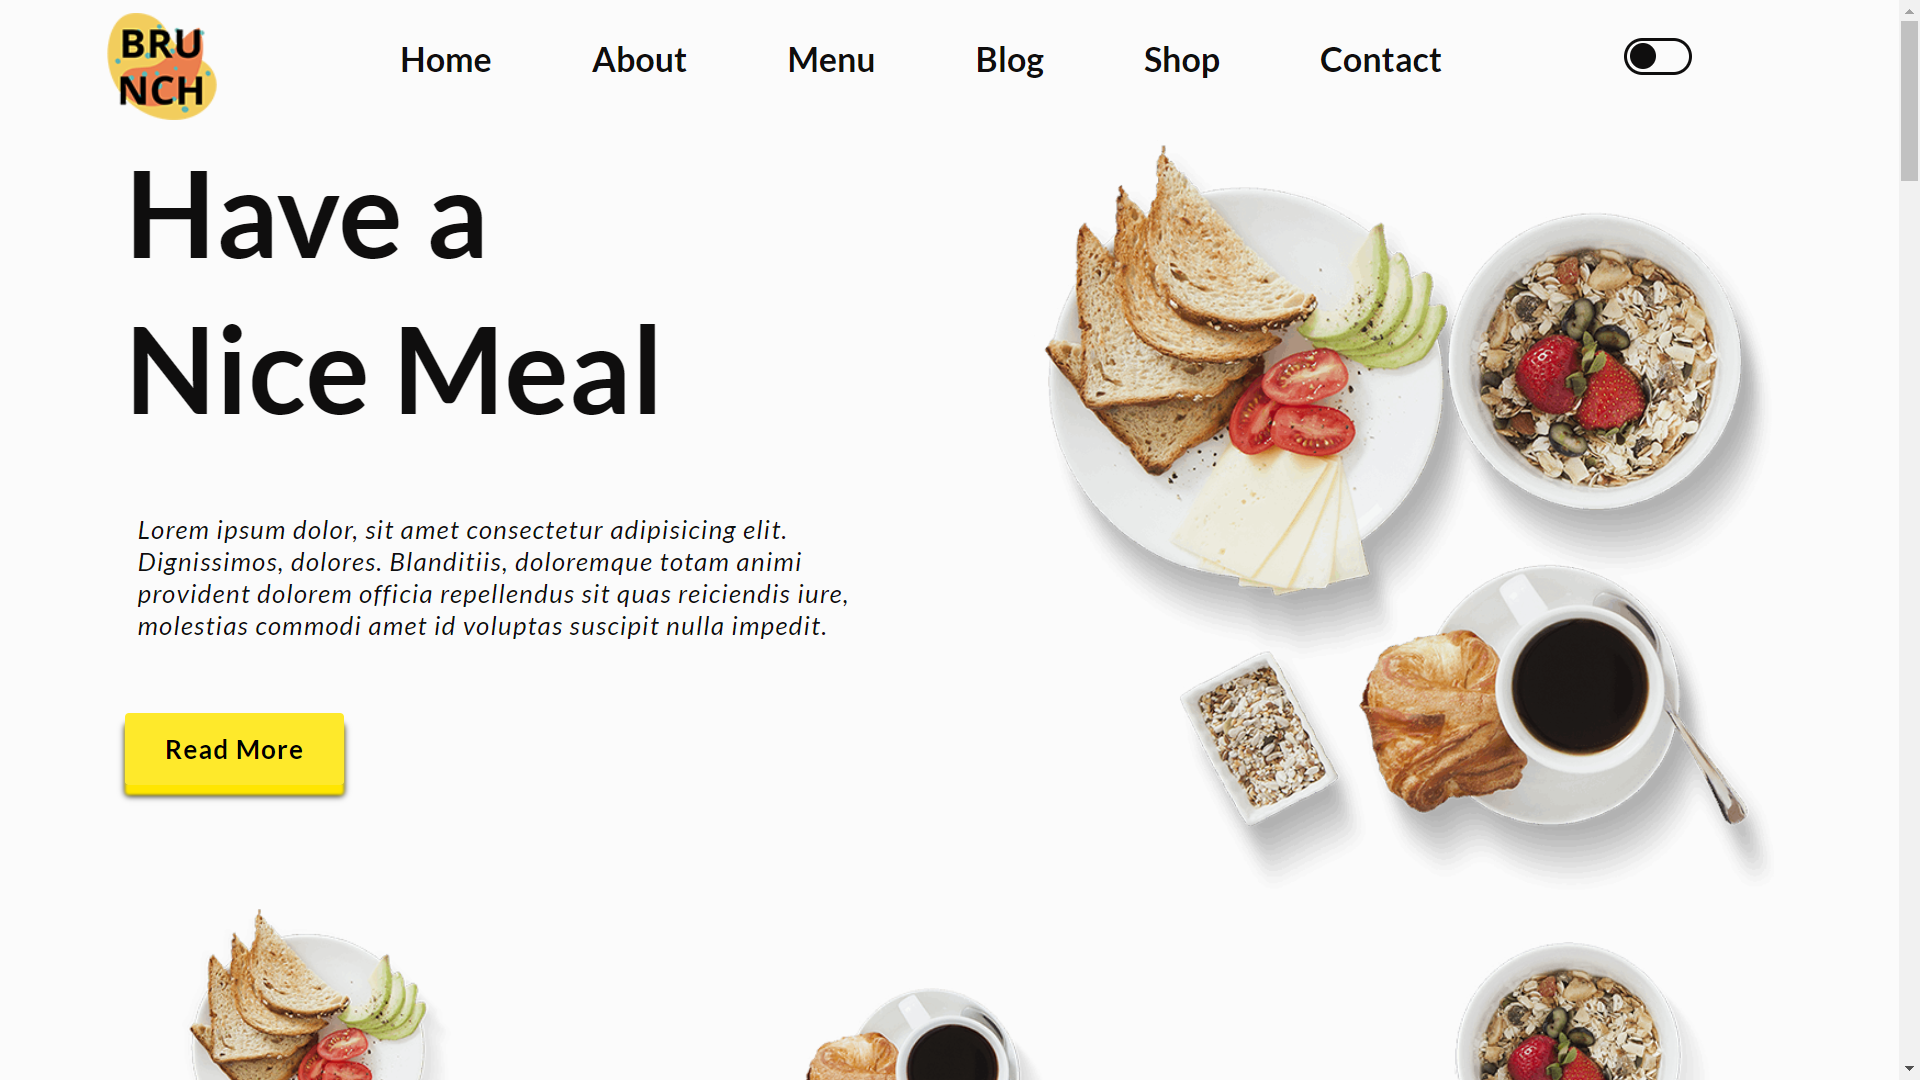 BRU
NCH
Home About Menu Blog Shop Contact
Have a
Nice Meal
Lorem ipsum dolor, sit amet consectetur adipisicing elit.
Dignissimos, dolores. Blanditiis, doloremque totam animi
provident dolorem officia repellendus sit quas reiciendis iure,
molestias commodi amet id voluptas suscipit nulla impedit.
Read More